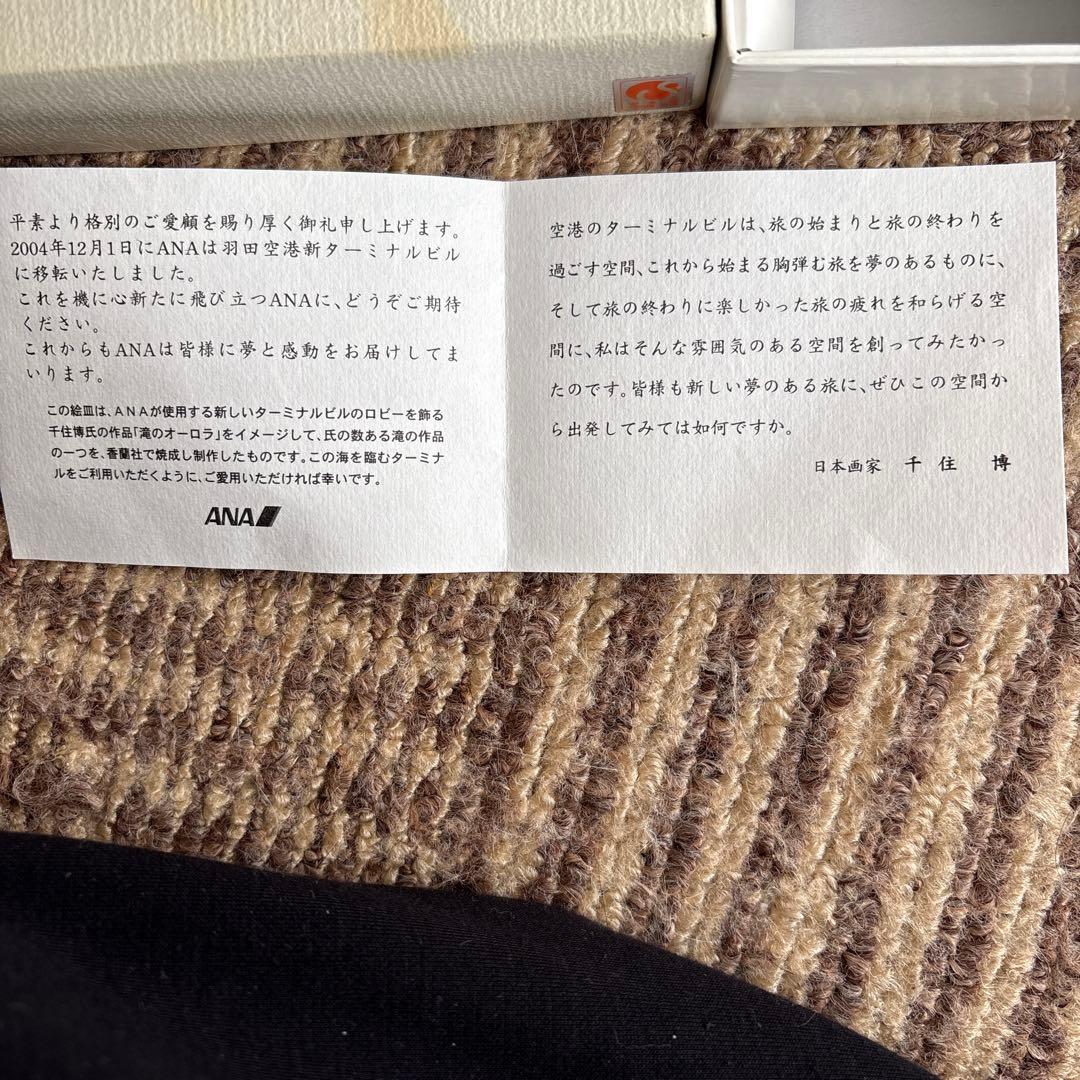 平素より格別のご愛顧を賜り厚く御礼申し上げます。
2004年12月1日にANAは羽田空港新ターミナルビル
に移転いたしました。
これを機に心新たに飛び立つANAに、どうぞご期待
ください。
これからもANAは皆様に夢と感動をお届けしてま
いります。
この絵皿は、ANAが使用する新しいターミナルビルのロビーを飾る
千住博氏の作品「滝のオーロラ」をイメージして、氏の数ある滝の作品
の一つを、香蘭社で焼成し制作したものです。この海を臨むターミナ
ルをご利用いただくように、ご愛用いただければ幸いです。
ANA
空港のターミナルビルは、旅の始まりと旅の終わりを
過ごす空間、これから始まる胸弾む旅を夢のあるものに、
そして旅の終わりに楽しかった旅の疲れを和らげる空
間に、私はそんな雰囲気のある空間を創ってみたかっ
たのです。皆様も新しい夢のある旅に、ぜひこの空間か
ら出発してみては如何ですか。
日本画家 千住 博